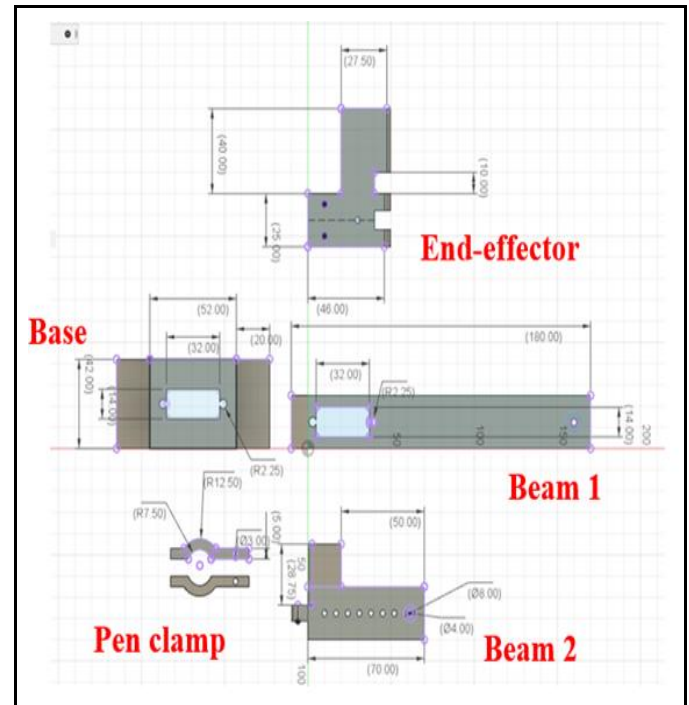 (27.50)
(40.00)
(10.00)
(25.00)
End-effector
(46.00)
Base
(52.00)
(20.00)
(180.00)
(32.00)
(32.00)
(42.00)
(14.00)
(R2.25)
(14.00)
50
100
150
200
(R2.25)
Beam 1
(R12.50)
(R7.50)
(Ø3.00)
(5.00)
(50.00)
50
(28.75)
(Ø8.00)
(Ø4.00)
Pen clamp
Beam 2
(70.00)
100